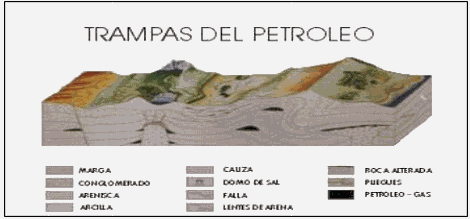 TRAMPAS DEL PETROLEO
MARGA
CONGLOMERADO
ARENISCA
ARCILLA
CALIZA
DOMO DE SAL
FALLA
LENTES DE ARENA
ROCA ALTERADA
PLIEGUES
PETROLEO - GAS